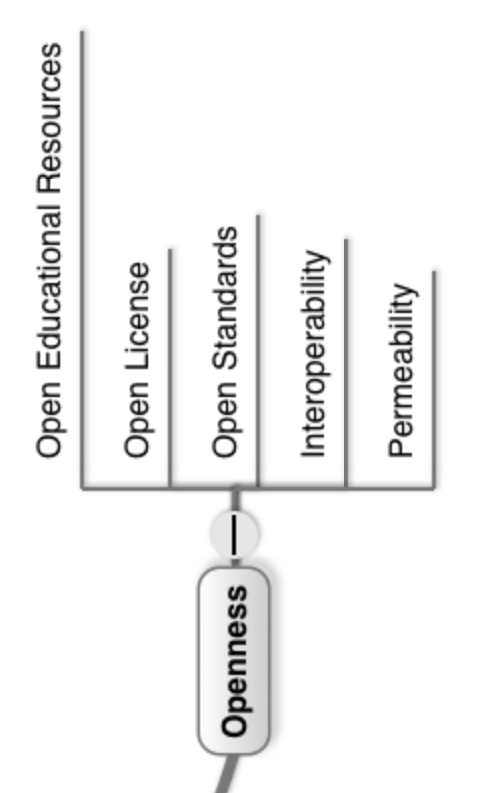 Open Educational Resources
Open License
Open Standards
Interoperability
Permeability
Openness